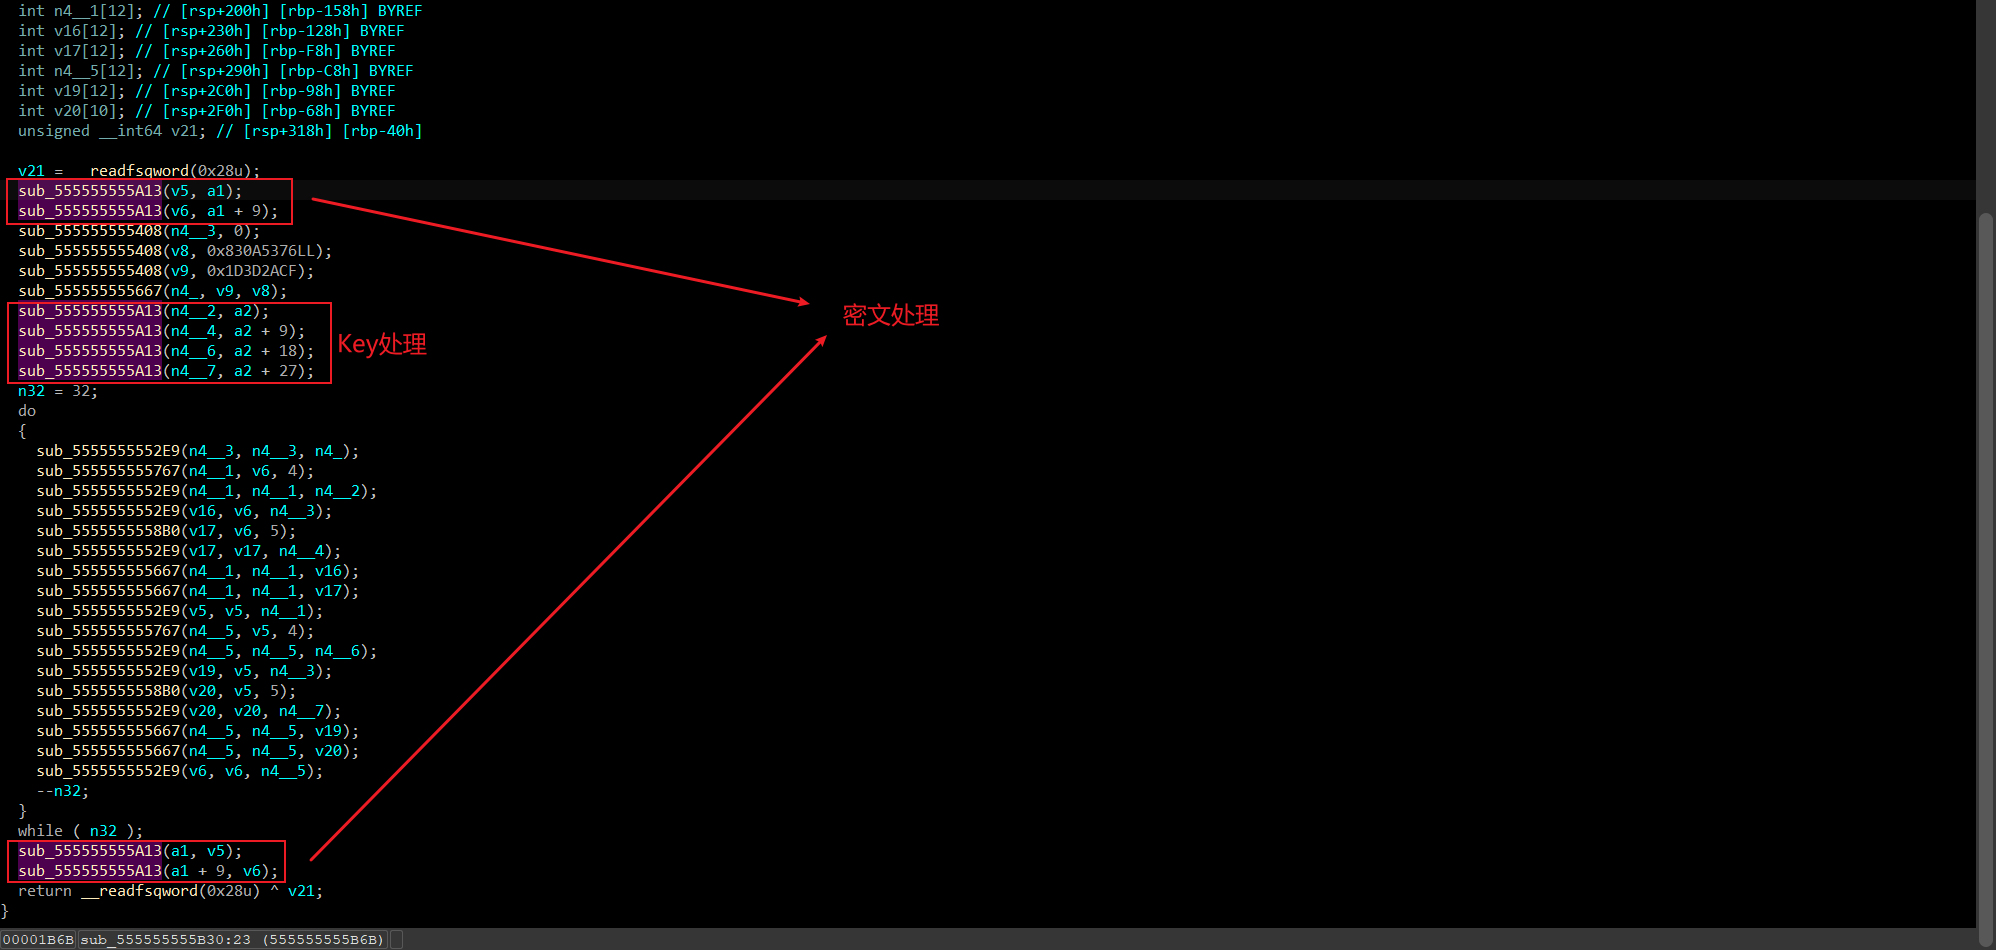 int n4__1[12]; // [rsp+200h] [rbp-158h] BYREF
int v16[12]; // [rsp+230h] [rbp-128h] BYREF
int v17[12]; // [rsp+260h] [rbp-F8h] BYREF
int n4__5[12]; // [rsp+290h] [rbp-C8h] BYREF
int v19[12]; // [rsp+2C0h] [rbp-98h] BYREF
int v20[10]; // [rsp+2F0h] [rbp-68h] BYREF
unsigned __int64 v21; // [rsp+318h] [rbp-40h]
v21 = __readfsqword(0x28u);
sub_555555555A13(v5, a1);
sub_555555555A13(v6, a1 + 9);
sub_555555555408(n4__3, 0);
sub_555555555408(v8, 0x830A5376LL);
sub_555555555408(v9, 0x1D3D2ACF);
sub_555555555667(n4_, v9, v8);
sub_555555555A13(n4__2, a2);
sub_555555555A13(n4__4, a2 + 9);
sub_555555555A13(n4__6, a2 + 18);
sub_555555555A13(n4__7, a2 + 27);
Key处理
密文处理
n32 = 32;
do
{
sub_5555555552E9(n4__3, n4__3, n4_);
sub_555555555767(n4__1, v6, 4);
sub_5555555552E9(n4__1, n4__1, n4__2);
sub_5555555552E9(v16, v6, n4__3);
sub_5555555558B0(v17, v6, 5);
sub_5555555552E9(v17, v17, n4__4);
sub_555555555667(n4__1, n4__1, v16);
sub_555555555667(n4__1, n4__1, v17);
sub_5555555552E9(v5, v5, n4__1);
sub_555555555767(n4__5, v5, 4);
sub_5555555552E9(n4__5, n4__5, n4__6);
sub_5555555552E9(v19, v5, n4__3);
sub_5555555558B0(v20, v5, 5);
sub_5555555552E9(v20, v20, n4__7);
sub_555555555667(n4__5, n4__5, v19);
sub_555555555667(n4__5, n4__5, v20);
sub_5555555552E9(v6, v6, n4__5);
--n32;
}
while ( n32 );
sub_555555555A13(a1, v5);
sub_555555555A13(a1 + 9, v6);
return __readfsqword(0x28u) ^ v21;
}
00001B6B sub_555555555B30:23 (555555555B6B)